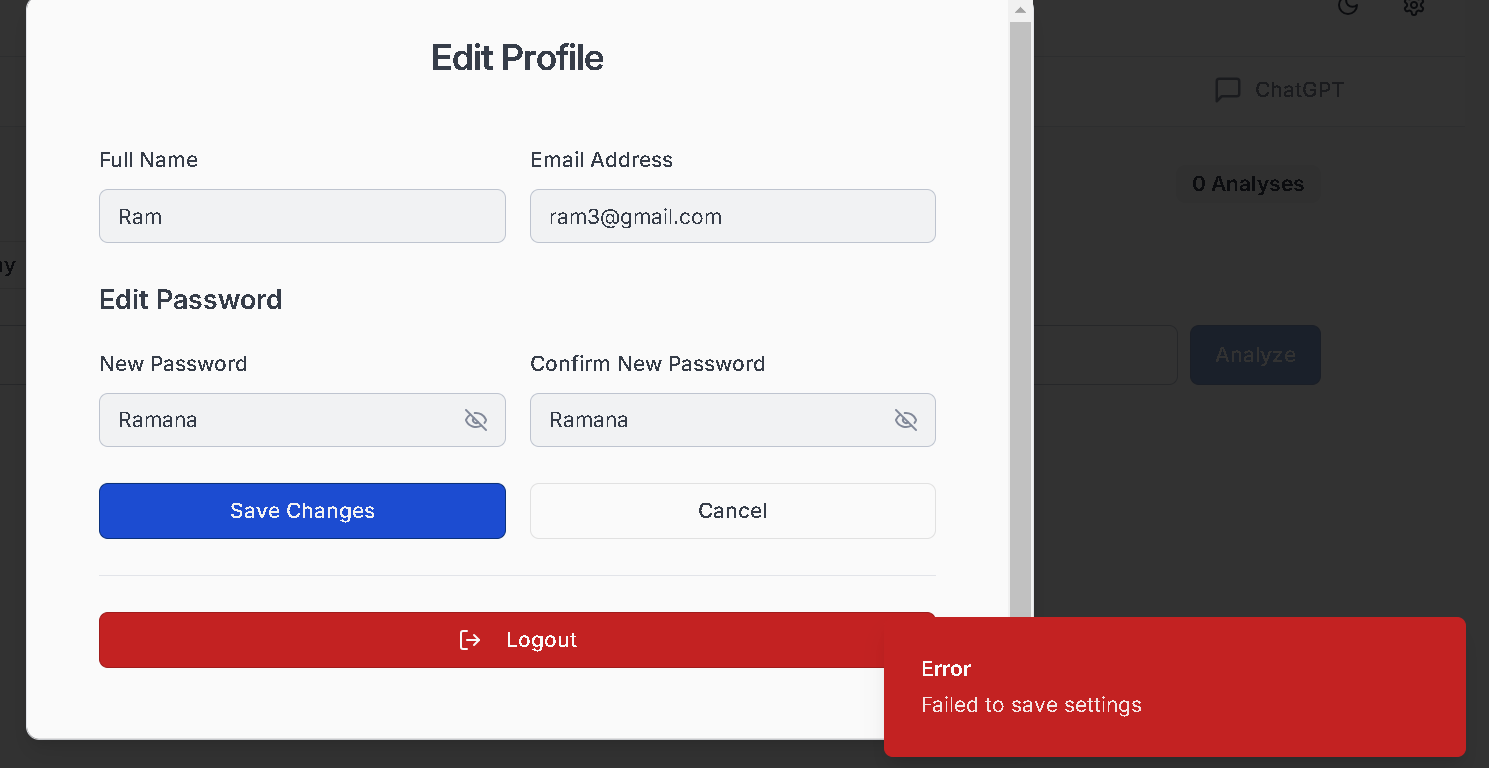 Edit Profile
ChatGPT
Full Name
Email Address
0 Analyses
Ram
ram3@gmail.com
Edit Password
New Password
Confirm New Password
Analyze
Ramana
Ramana
Save Changes
Cancel
Logout
Error
Failed to save settings